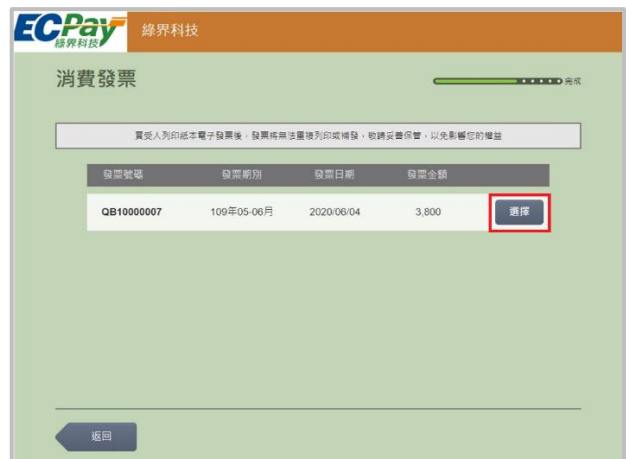 ECPay
綠界科技
綠界科技
消費發票
完成
買受人列印紙本電子發票後，發票將無法重複列印或補發，敬請妥善保管，以免影響您的權益
發票號碼 發票期別 發票日期 發票金額
QB10000007 109年05-06月 2020/06/04 3,800 選擇
返回